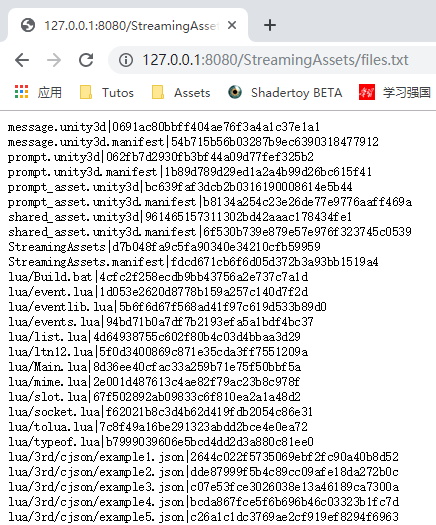 127.0.0.1:8080/StreamingAsse
127.0.0.1:8080/StreamingAssets/files.txt
应用 Tutos Assets Shadertoy BETA 学习强国
message.unity3d|0691ac80bbff404ae76f3a4a1c37e1a1
message.unity3d.manifest|54b715b56b03287b9ec6390318477912
prompt.unity3d|062fb7d2930fb3bf44a09d77fef325b2
prompt.unity3d.manifest|1b89d789d29ed1a2a4b99d26bc615f41
prompt_asset.unity3d|bc639faf3dcb2b0316190008614e5b44
prompt_asset.unity3d.manifest|b8134a254c23e26de77e9776aaff469a
shared_asset.unity3d|961465157311302bd42aaac178434fe1
shared_asset.unity3d.manifest|6f530b739e879e57e976f323745c0539
StreamingAssets|d7b048fa9c5fa90340e34210cfb59959
StreamingAssets.manifest|fdcd671cb6f6d05d372b3a93bb1519a4
lua/Build.bat|4cfc2f258ecdb9bb43756a2e737c7a1d
lua/event.lua|1d053e2620d8778b159a257c140d7f2d
lua/eventlib.lua|5b6f6d67f568ad41f97c619d533b89d0
lua/events.lua|94bd71b0a7df7b2193efa5a1bdf4bc37
lua/list.lua|4d64938755c602f80b4c03d4bbaa3d29
lua/ltn12.lua|5f0d3400869c871e35cda3ff7551209a
lua/Main.lua|8d36ee40cfac33a259b71e75f50bbf5a
lua/mime.lua|2e001d487613c4ae82f79ac23b8c978f
lua/slot.lua|67f502892ab09833c6f810ea2a1a48d2
lua/socket.lua|f62021b8c3d4b62d419fdb2054c86e31
lua/tolua.lua|7c8f49a16be291323abdd2bce4e0ea72
lua/typeof.lua|b7999039606e5bcd4dd2d3a880c81ee0
lua/3rd/cjson/example1.json|2644c022f5735069ebf2fc90a40b8d52
lua/3rd/cjson/example2.json|dde87999f5b4c89cc09afe18da272b0c
lua/3rd/cjson/example3.json|c07e53fce3026038e13a46189ca7300a
lua/3rd/cjson/example4.json|bcda867fce5f6b696b46c03323b1fc7d
lua/3rd/cjson/example5.json|c26a1c1dc3769ae2cf919ef8294f6963